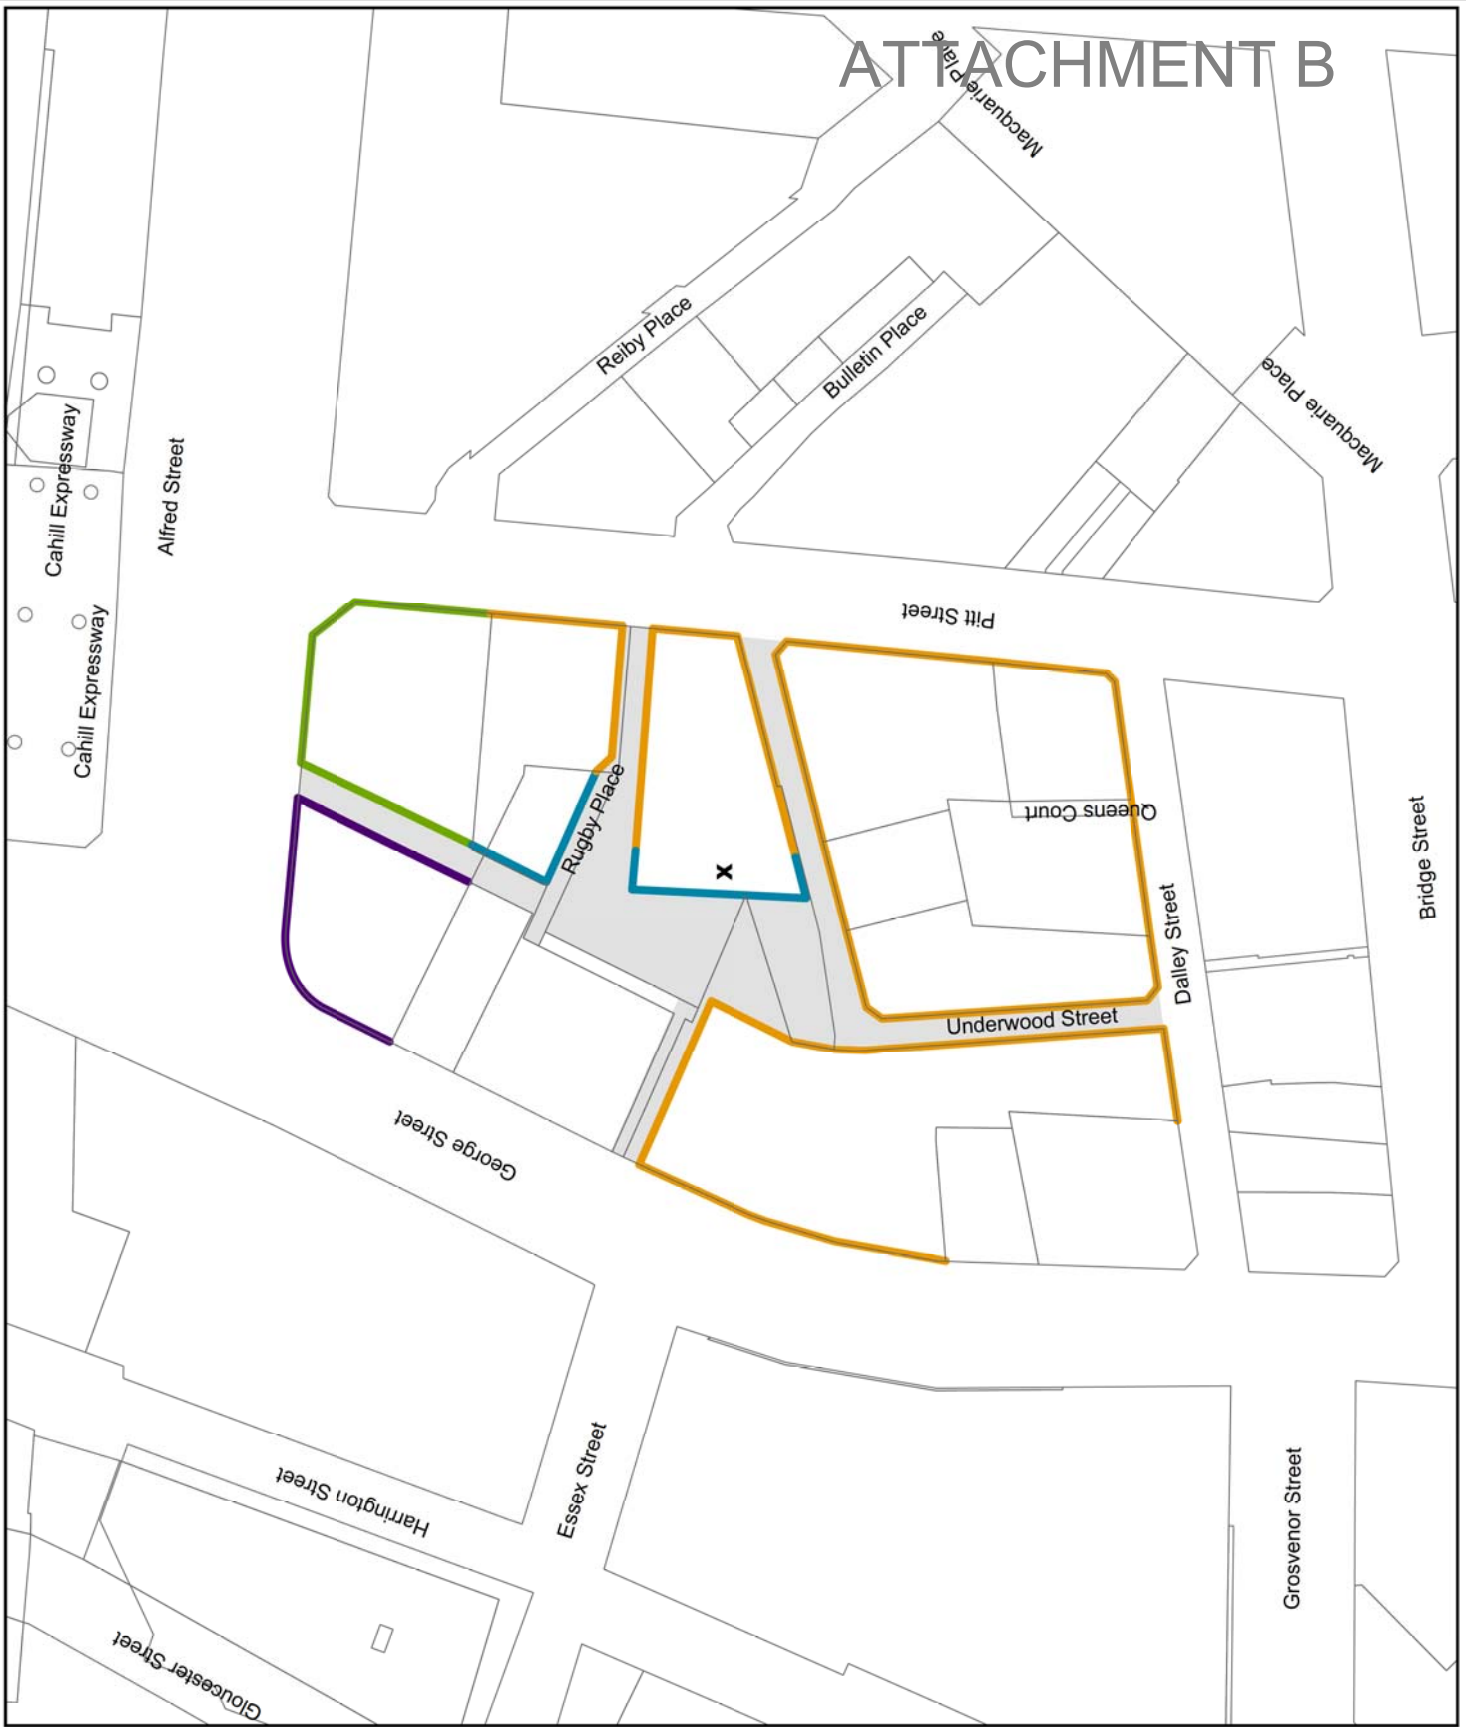 ATTACHMENT B
Macquarie Place
Reiby Place
Bulletin Place
Macquarie Place
Cahill Expressway
Alfred Street
Pitt Street
Cahill Expressway
Rugby Place
Queens Court
Bridge Street
X
Dalley Street
Underwood Street
George Street
Harrington Street
Essex Street
Grosvenor Street
Gloucester Street